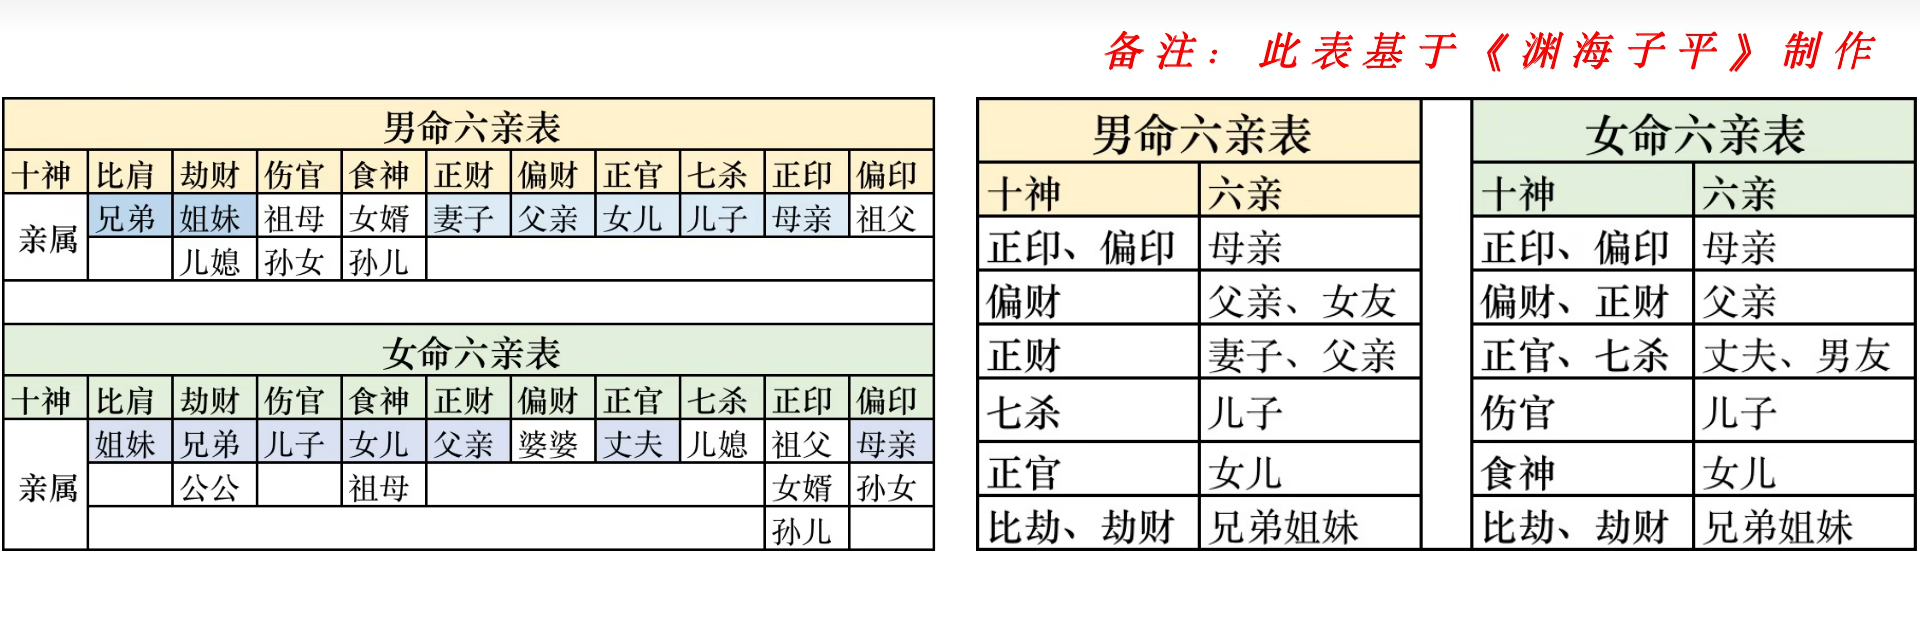 备注：此表基于《渊海子平》制作
男命六亲表
十神 比肩 劫财 伤官 食神 正财 偏财 正官 七杀 正印 偏印
亲属 兄弟 姐妹 祖母 女婿 妻子 父亲 女儿 儿子 母亲 祖父
儿媳 孙女 孙儿
女命六亲表
十神 比肩 劫财 伤官 食神 正财 偏财 正官 七杀 正印 偏印
亲属 姐妹 兄弟 儿子 女儿 父亲 婆婆 丈夫 儿媳 祖父 母亲
公公 祖母 女婿 孙女
孙儿
男命六亲表
十神 六亲
正印、偏印 母亲
偏财 父亲、女友
正财 妻子、父亲
七杀 儿子
正官 女儿
比劫、劫财 兄弟姐妹
女命六亲表
十神 六亲
正印、偏印 母亲
偏财、正财 父亲
正官、七杀 丈夫、男友
伤官 儿子
食神 女儿
比劫、劫财 兄弟姐妹